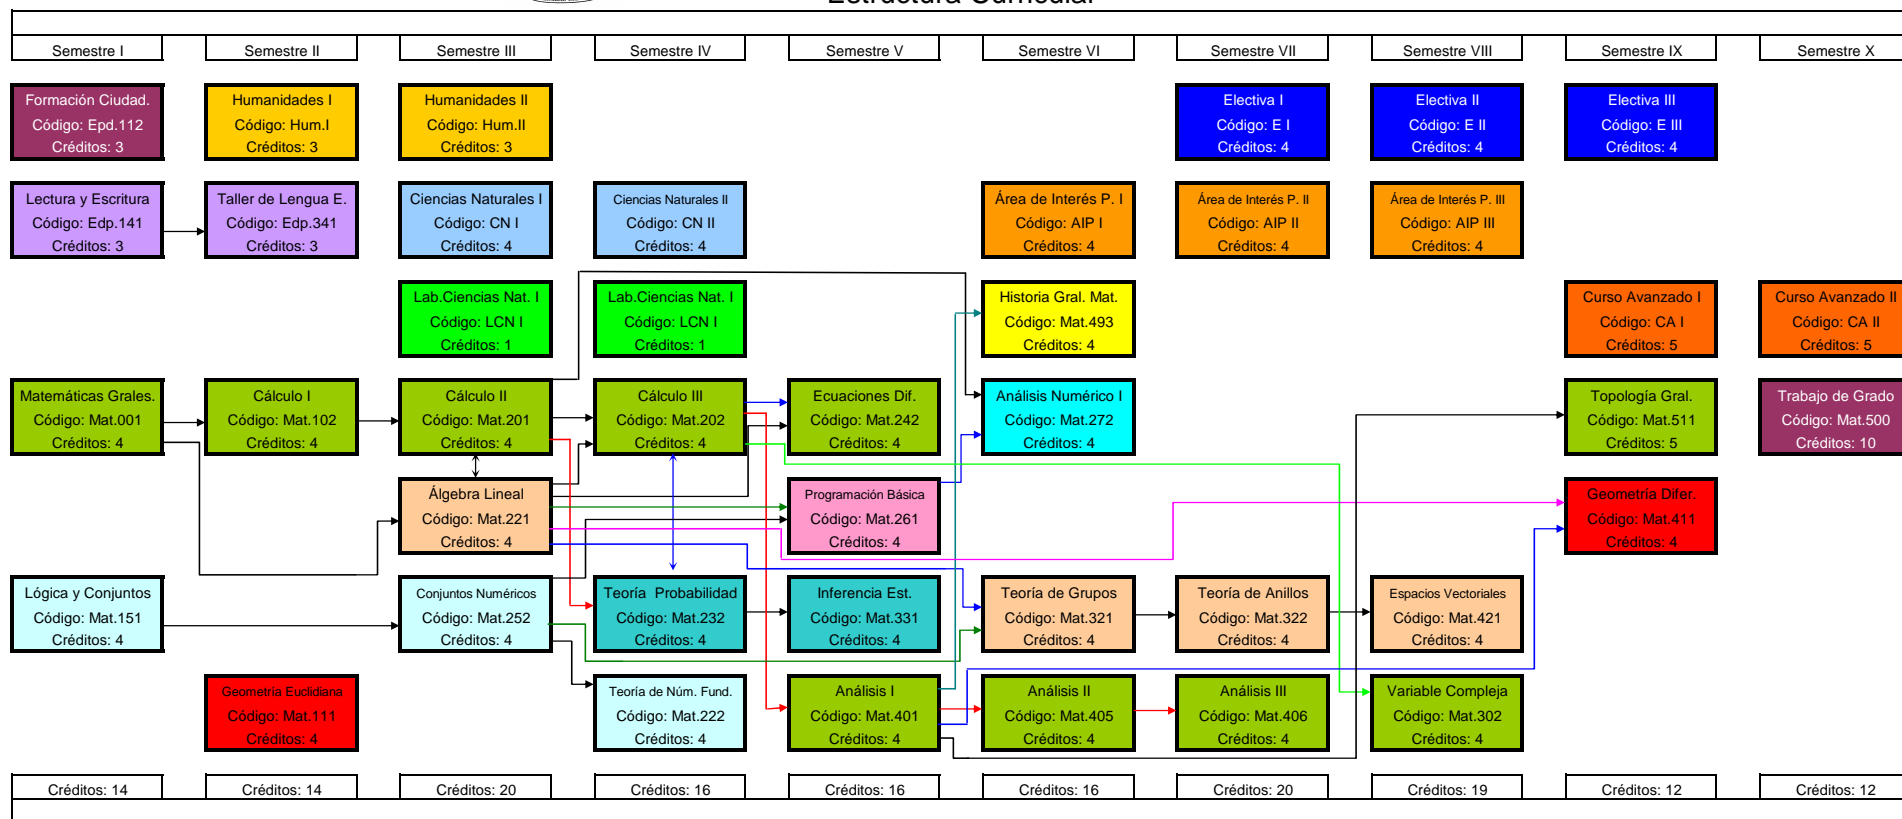 Estructura Curricular
Semestre I
Semestre II
Semestre III
Semestre IV
Semestre V
Semestre VI
Semestre VII
Semestre VIII
Semestre IX
Semestre X
Formación Ciudad.
Código: Epd.112
Créditos: 3
Humanidades I
Código: Hum.I
Créditos: 3
Humanidades II
Código: Hum.II
Créditos: 3
Electiva I
Código: E I
Créditos: 4
Electiva II
Código: E II
Créditos: 4
Electiva III
Código: E III
Créditos: 4
Lectura y Escritura
Código: Edp.141
Créditos: 3
Taller de Lengua E.
Código: Edp.341
Créditos: 3
Ciencias Naturales I
Código: CN I
Créditos: 4
Ciencias Naturales II
Código: CN II
Créditos: 4
Área de Interés P. I
Código: AIP I
Créditos: 4
Área de Interés P. II
Código: AIP II
Créditos: 4
Área de Interés P. III
Código: AIP III
Créditos: 4
Lab.Ciencias Nat. I
Código: LCN I
Créditos: 1
Lab.Ciencias Nat. I
Código: LCN I
Créditos: 1
Historia Gral. Mat.
Código: Mat.493
Créditos: 4
Curso Avanzado I
Código: CA I
Créditos: 5
Curso Avanzado II
Código: CA II
Créditos: 5
Matemáticas Grales.
Código: Mat.001
Créditos: 4
Cálculo I
Código: Mat.102
Créditos: 4
Cálculo II
Código: Mat.201
Créditos: 4
Cálculo III
Código: Mat.202
Créditos: 4
Ecuaciones Dif.
Código: Mat.242
Créditos: 4
Análisis Numérico I
Código: Mat.272
Créditos: 4
Topología Gral.
Código: Mat.511
Créditos: 5
Trabajo de Grado
Código: Mat.500
Créditos: 10
Álgebra Lineal
Código: Mat.221
Créditos: 4
Programación Básica
Código: Mat.261
Créditos: 4
Geometría Difer.
Código: Mat.411
Créditos: 4
Lógica y Conjuntos
Código: Mat.151
Créditos: 4
Conjuntos Numéricos
Código: Mat.252
Créditos: 4
Teoría Probabilidad
Código: Mat.232
Créditos: 4
Inferencia Est.
Código: Mat.331
Créditos: 4
Teoría de Grupos
Código: Mat.321
Créditos: 4
Teoría de Anillos
Código: Mat.322
Créditos: 4
Espacios Vectoriales
Código: Mat.421
Créditos: 4
Geometría Euclidiana
Código: Mat.111
Créditos: 4
Teoría de Núm. Fund.
Código: Mat.222
Créditos: 4
Análisis I
Código: Mat.401
Créditos: 4
Análisis II
Código: Mat.405
Créditos: 4
Análisis III
Código: Mat.406
Créditos: 4
Variable Compleja
Código: Mat.302
Créditos: 4
Créditos: 14
Créditos: 14
Créditos: 20
Créditos: 16
Créditos: 16
Créditos: 16
Créditos: 20
Créditos: 19
Créditos: 12
Créditos: 12